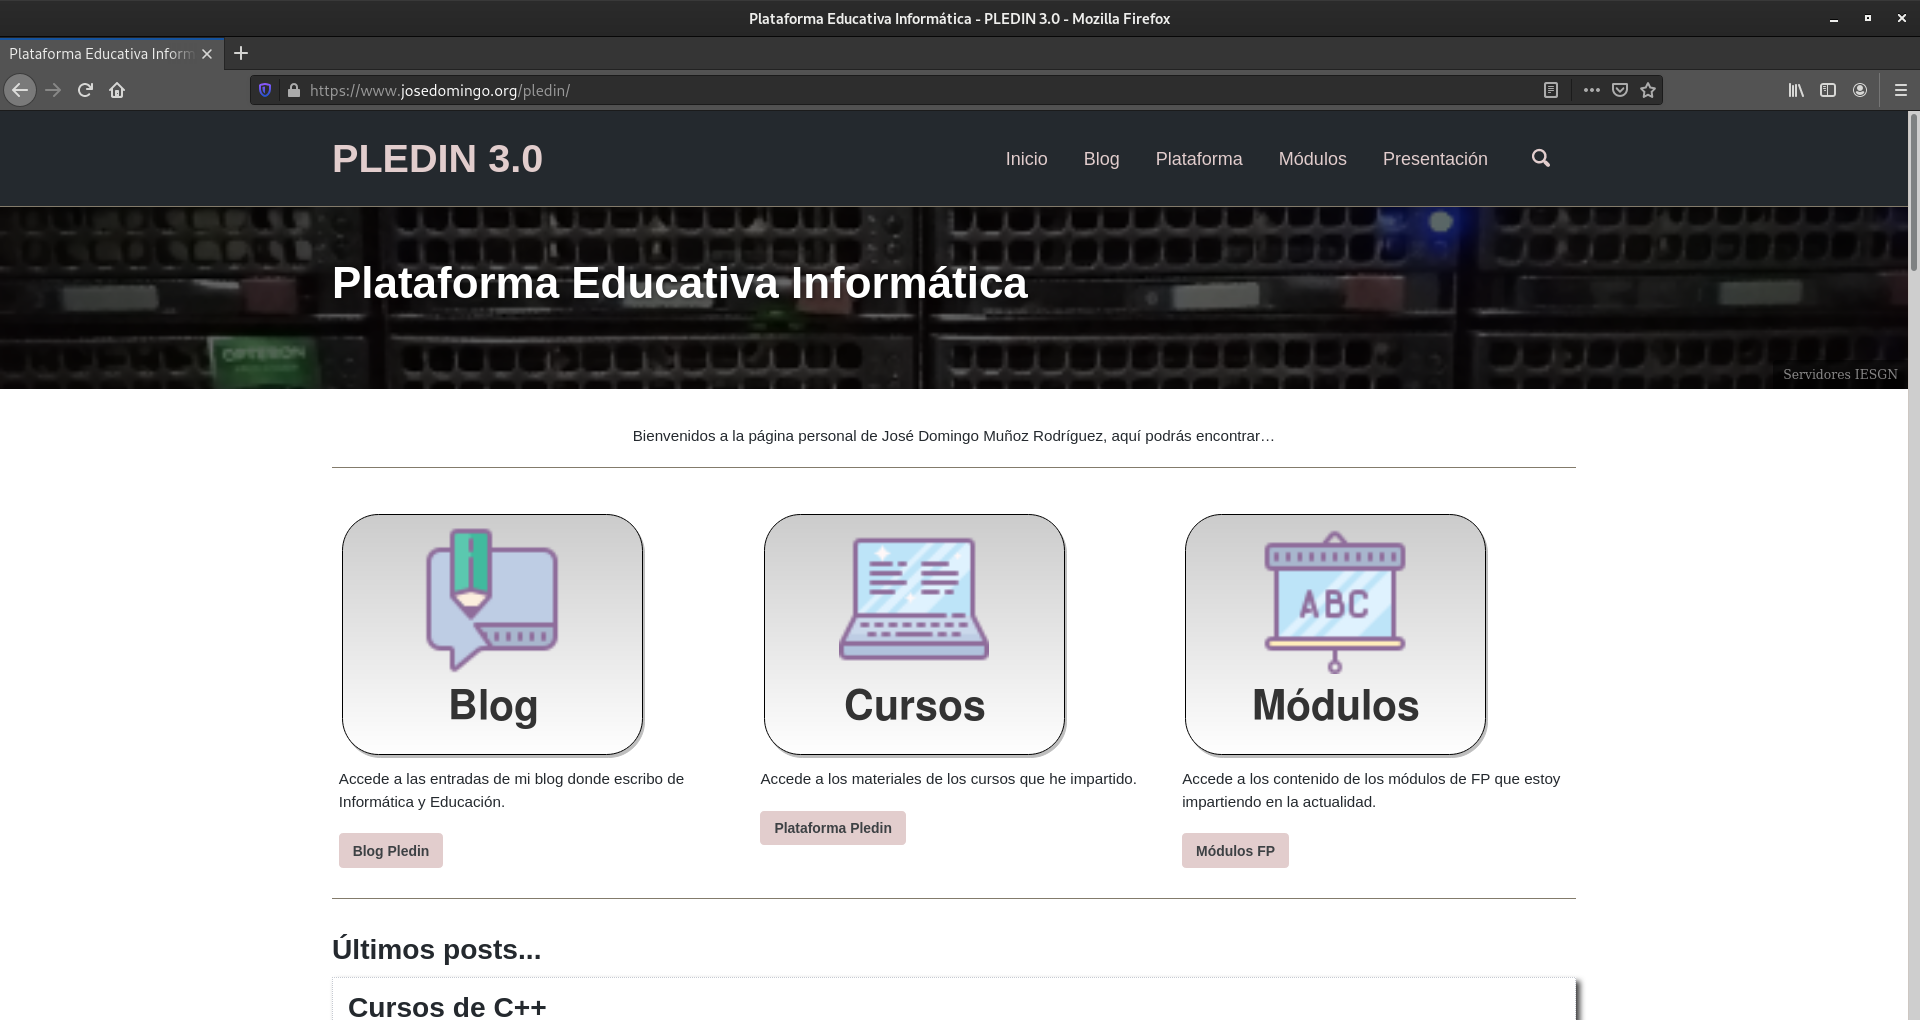 Plataforma Educativa Informática - PLEDIN 3.0 - Mozilla Firefox
Plataforma Educativa Inform
https://www.josedomingo.org/pledin/
PLEDIN 3.0
Inicio Blog Plataforma Módulos Presentación
Plataforma Educativa Informática
OPTERON
Servidores IESGN
Bienvenidos a la página personal de José Domingo Muñoz Rodríguez, aquí podrás encontrar…
ABC
Blog Cursos Módulos
Accede a las entradas de mi blog donde escribo de
Informática y Educación.
Blog Pledin
Accede a los materiales de los cursos que he impartido.
Plataforma Pledin
Accede a los contenido de los módulos de FP que estoy
impartiendo en la actualidad.
Módulos FP
Últimos posts...
Cursos de C++